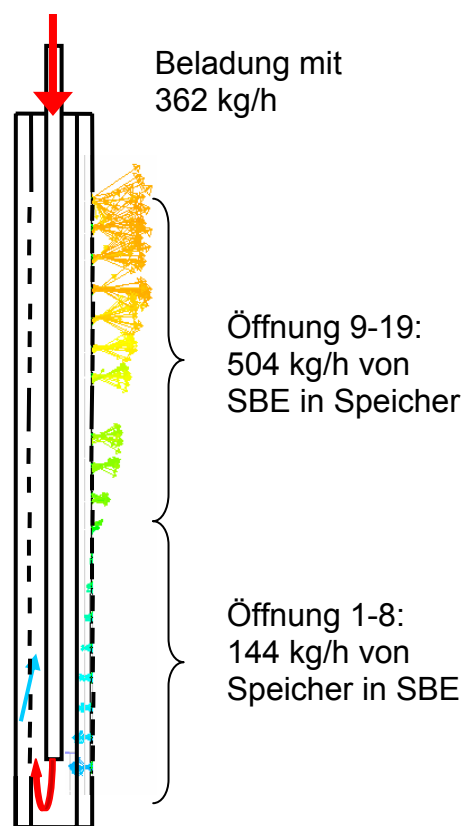 Beladung mit
362 kg/h
Öffnung 9-19:
504 kg/h von
SBE in Speicher
Öffnung 1-8:
144 kg/h von
Speicher in SBE